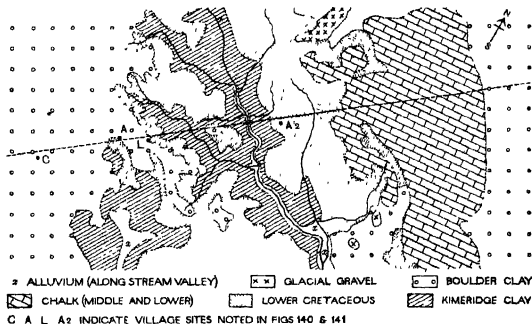 N
A
L
C
A2
2 ALLUVIUM (ALONG STREAM VALLEY) GLACIAL GRAVEL BOULDER CLAY
CHALK (MIDDLE AND LOWER) LOWER CRETACEOUS KIMERIDGE CLAY
C A L A2 INDICATE VILLAGE SITES NOTED IN FIGS 140 & 141